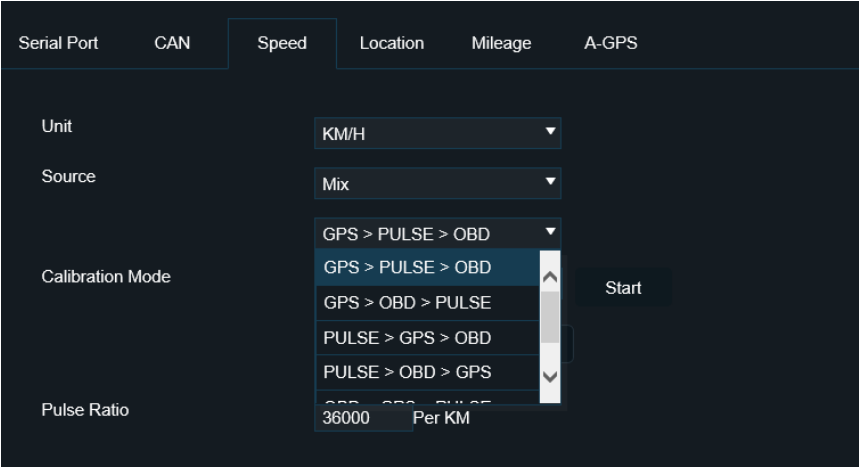 Serial Port CAN Speed Location Mileage A-GPS
Unit KM/H
Source Mix
GPS > PULSE > OBD
GPS > PULSE > OBD
Calibration Mode Start
GPS > OBD > PULSE
PULSE > GPS > OBD
PULSE > OBD > GPS
Pulse Ratio 36000 Per KM